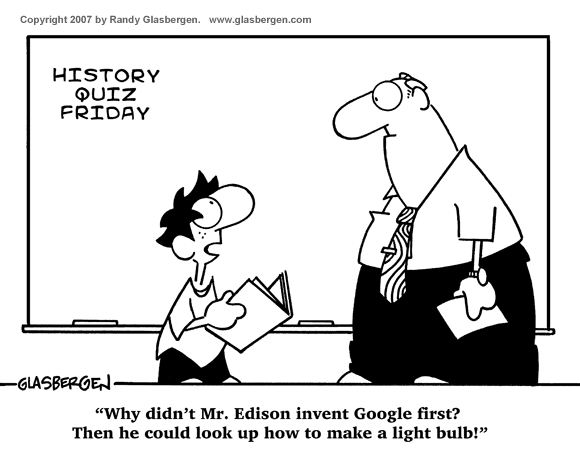 Copyright 2007 by Randy Glasbergen.   www.glasbergen.com
HISTORY
QUIZ
FRIDAY
GLASBERGEN
“Why didn’t Mr. Edison invent Google first?
Then he could look up how to make a light bulb!”